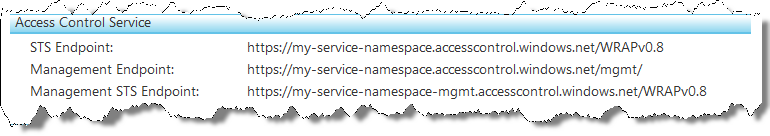 Access Control Service
STS Endpoint: https://my-service-namespace.accesscontrol.windows.net/WRAPv0.8
Management Endpoint: https://my-service-namespace.accesscontrol.windows.net/mgmt/
Management STS Endpoint: https://my-service-namespace-mgmt.accesscontrol.windows.net/WRAPv0.8